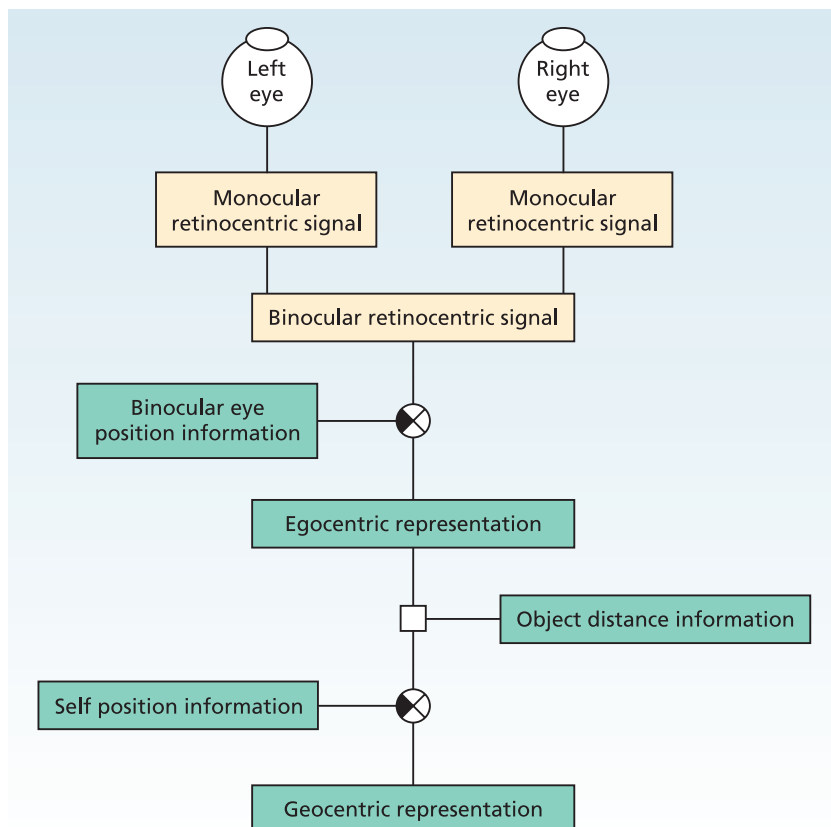 Left
eye
Right
eye
Monocular
retinocentric signal
Monocular
retinocentric signal
Binocular retinocentric signal
Binocular eye
position information
Egocentric representation
Object distance information
Self position information
Geocentric representation